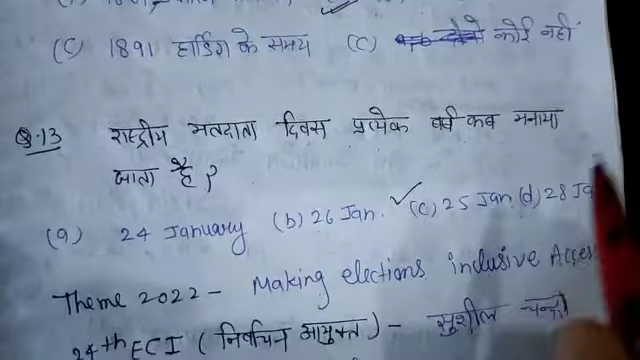 (C) 1891 हार्डिंग के समय (C) कोई नहीं
Q.13 राष्ट्रीय मतदाता दिवस प्रत्येक वर्ष कब मनाया
जाता है?
(a) 24 January (b) 26 Jan. ✓(c) 25 Jan (d) 28 Ja
Theme 2022 - Making elections inclusive Acces
24th ECI (निर्वाचन आयुक्त) - सुशील चन्द्रा